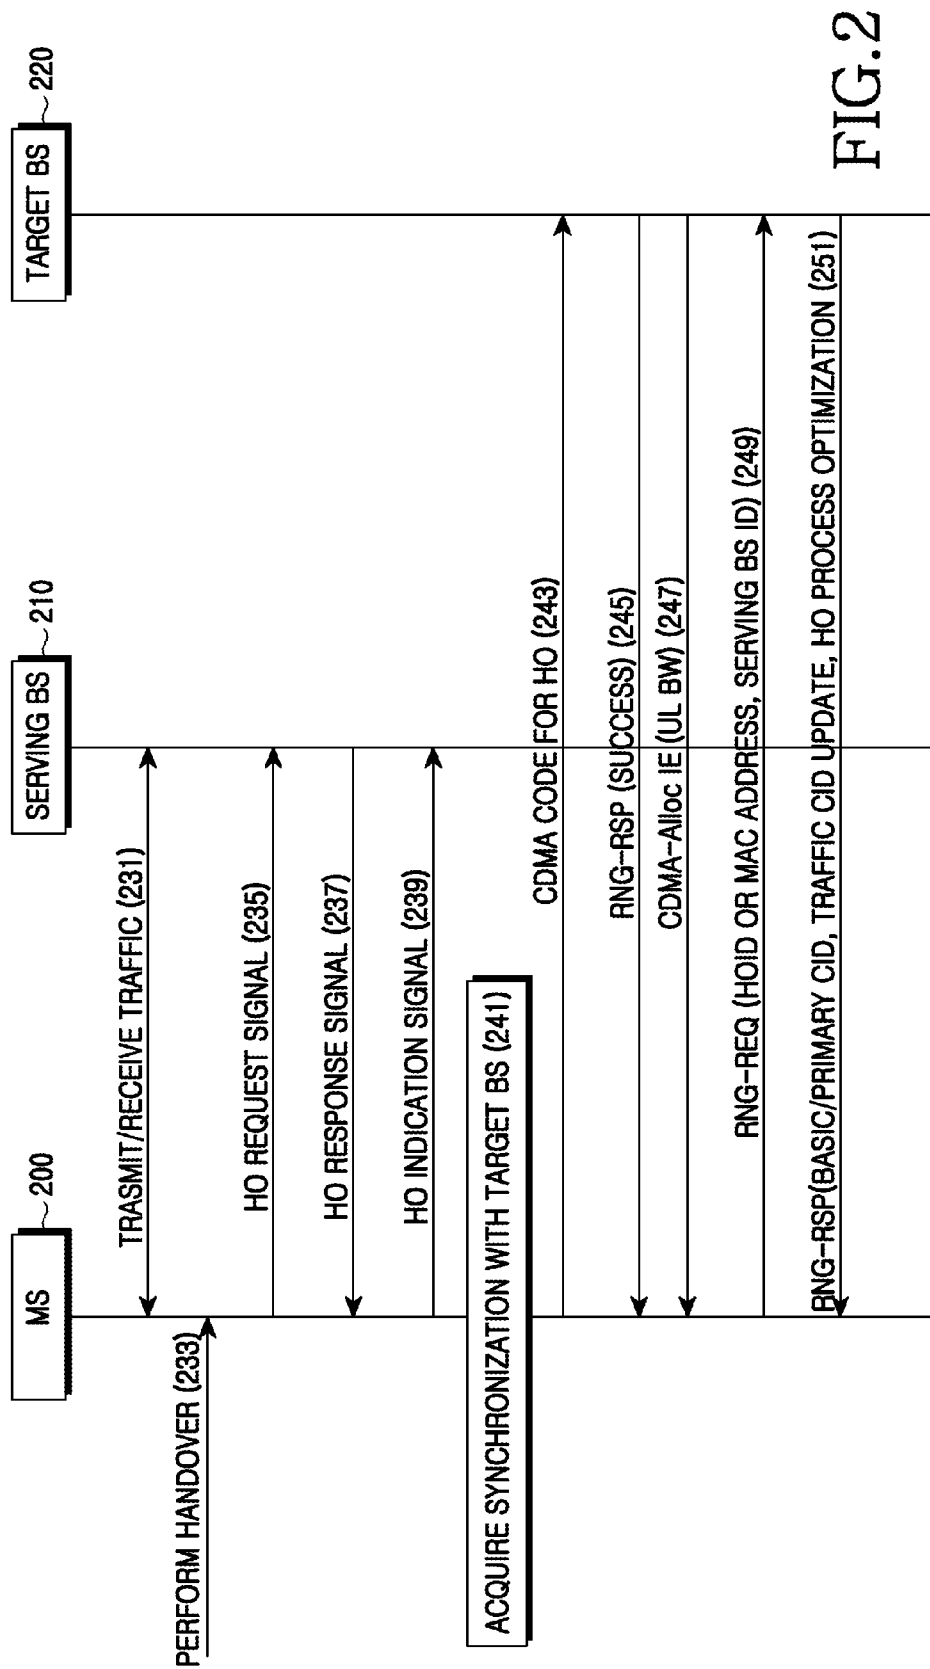 MS
200
SERVING BS
210
TARGET BS
220
TRASMIT/RECEIVE TRAFFIC (231)
PERFORM HANDOVER (233)
HO REQUEST SIGNAL (235)
HO RESPONSE SIGNAL (237)
HO INDICATION SIGNAL (239)
ACQUIRE SYNCHRONIZATION WITH TARGET BS (241)
CDMA CODE FOR HO (243)
RNG-RSP (SUCCESS) (245)
CDMA-Alloc IE (UL BW) (247)
RNG-REQ (HOID OR MAC ADDRESS, SERVING BS ID) (249)
RNG-RSP(BASIC/PRIMARY CID, TRAFFIC CID UPDATE, HO PROCESS OPTIMIZATION (251)
FIG.2